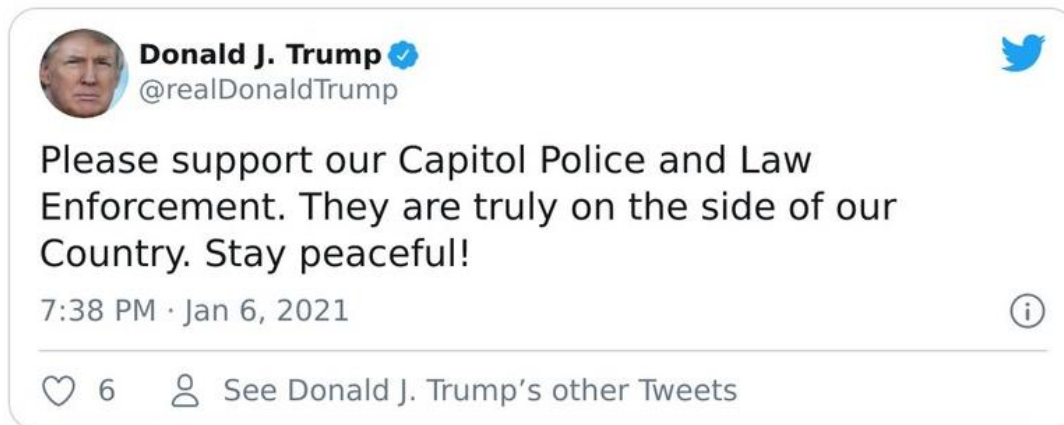 Donald J. Trump
@realDonaldTrump
Please support our Capitol Police and Law
Enforcement. They are truly on the side of our
Country. Stay peaceful!
7:38 PM · Jan 6, 2021
6 See Donald J. Trump’s other Tweets